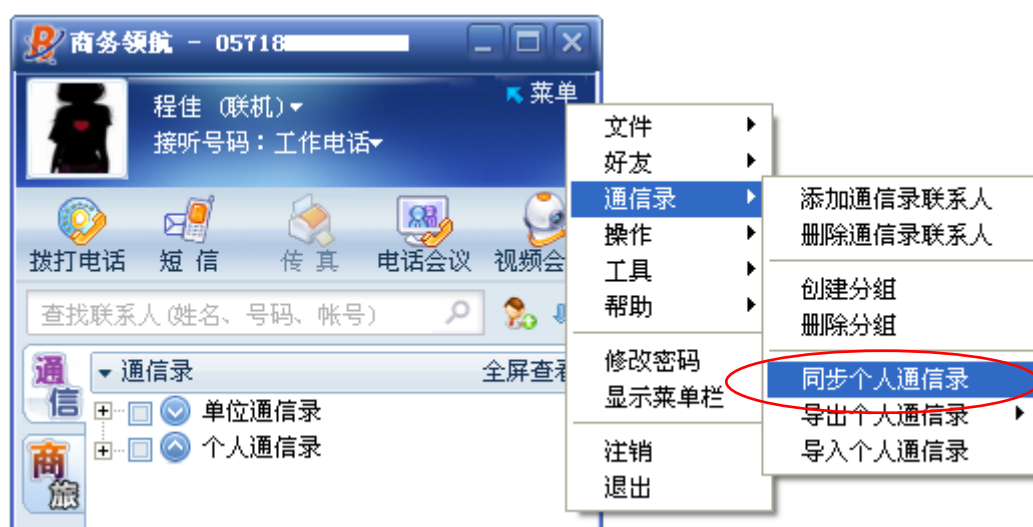 商务领航 - 05718
菜单
程佳 (联机)
接听号码：工作电话
拨打电话
短信
传真
电话会议
视频会
查找联系人(姓名、号码、帐号)
通信
通信录
全屏查看
单位通信录
个人通信录
商旅
文件
好友
通信录
操作
工具
帮助
修改密码
显示菜单栏
注销
退出
添加通信录联系人
删除通信录联系人
创建分组
删除分组
同步个人通信录
导出个人通信录
导入个人通信录